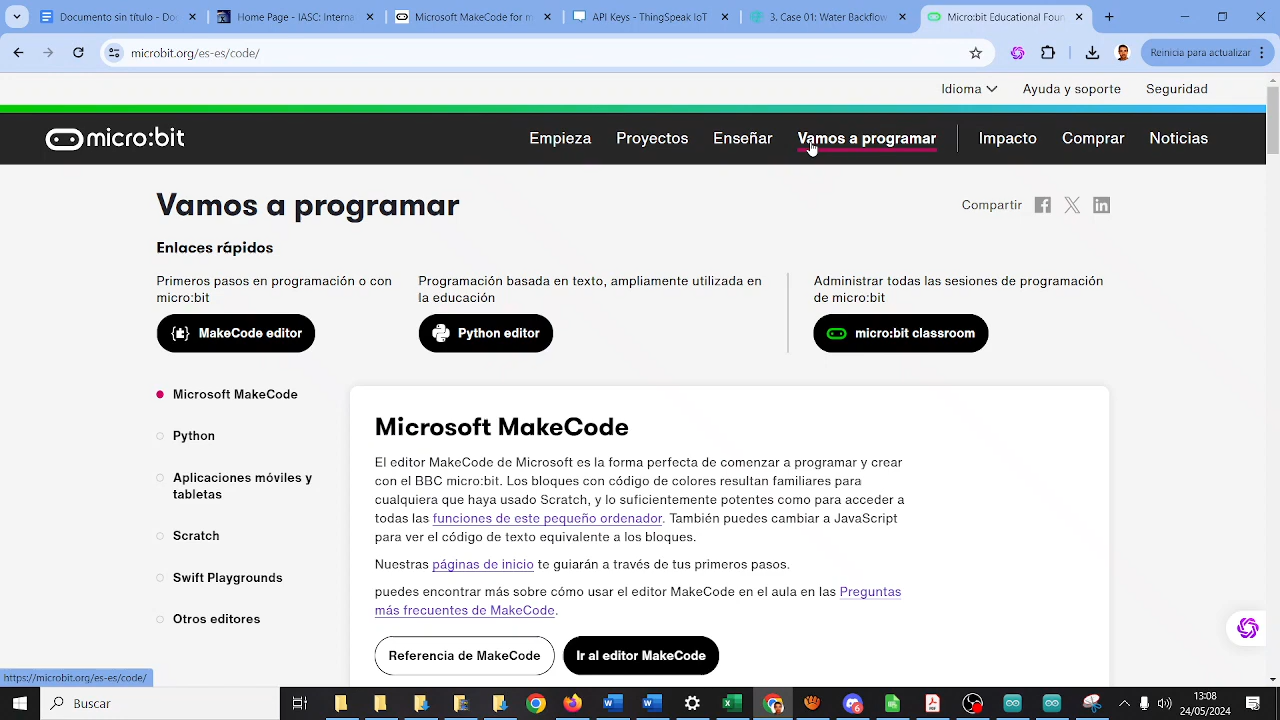 Documento sin título - Do
Home Page - IASC Interna
Microsoft MakeCode for m
API Keys - ThingSpeak IoT
3. Case 01: Backflow
Micro:bit Educational Foun
microbit.org/es-es/code/
Reinicia para actualizar
Idioma
Ayuda y soporte
Seguridad
micro:bit
Empieza
Proyectos
Enseñar
Vamos a programar
Impacto
Comprar
Noticias
Vamos a programar
Compartir
Enlaces rápidos
Primeros pasos en programación o con
micro:bit
MakeCode editor
Programación basada en texto, ampliamente utilizada en
la educación
Python editor
Administrar todas las sesiones de programación
de micro:bit
micro:bit classroom
Microsoft MakeCode
Python
Aplicaciones móviles y
tabletas
Scratch
Swift Playgrounds
Otros editores
Microsoft MakeCode
El editor MakeCode de Microsoft es la forma perfecta de comenzar a programar y crear
con el BBC micro:bit. Los bloques con código de colores resultan familiares para
cualquiera que haya usado Scratch, y lo suficientemente potentes como para acceder a
todas las funciones de este pequeño ordenador. También puedes cambiar a JavaScript
para ver el código de texto equivalente a los bloques.
Nuestras páginas de inicio te guiarán a través de tus primeros pasos.
puedes encontrar más sobre cómo usar el editor MakeCode en el aula en las Preguntas
más frecuentes de MakeCode.
Referencia de MakeCode
Ir al editor MakeCode
https://microbit.org/es-es/code/
Buscar
13:08
24/05/2024